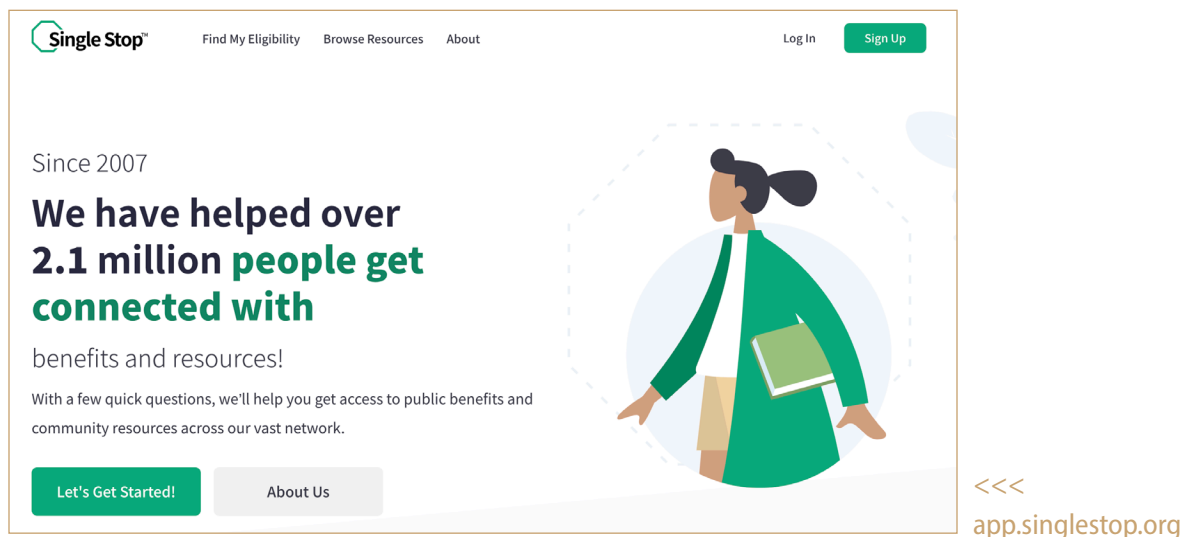 Single Stop™
Find My Eligibility
Browse Resources
About
Log In
Sign Up
Since 2007
We have helped over
2.1 million people get
connected with
benefits and resources!
With a few quick questions, we’ll help you get access to public benefits and
community resources across our vast network.
Let's Get Started!
About Us
<<<
app.singlestop.org